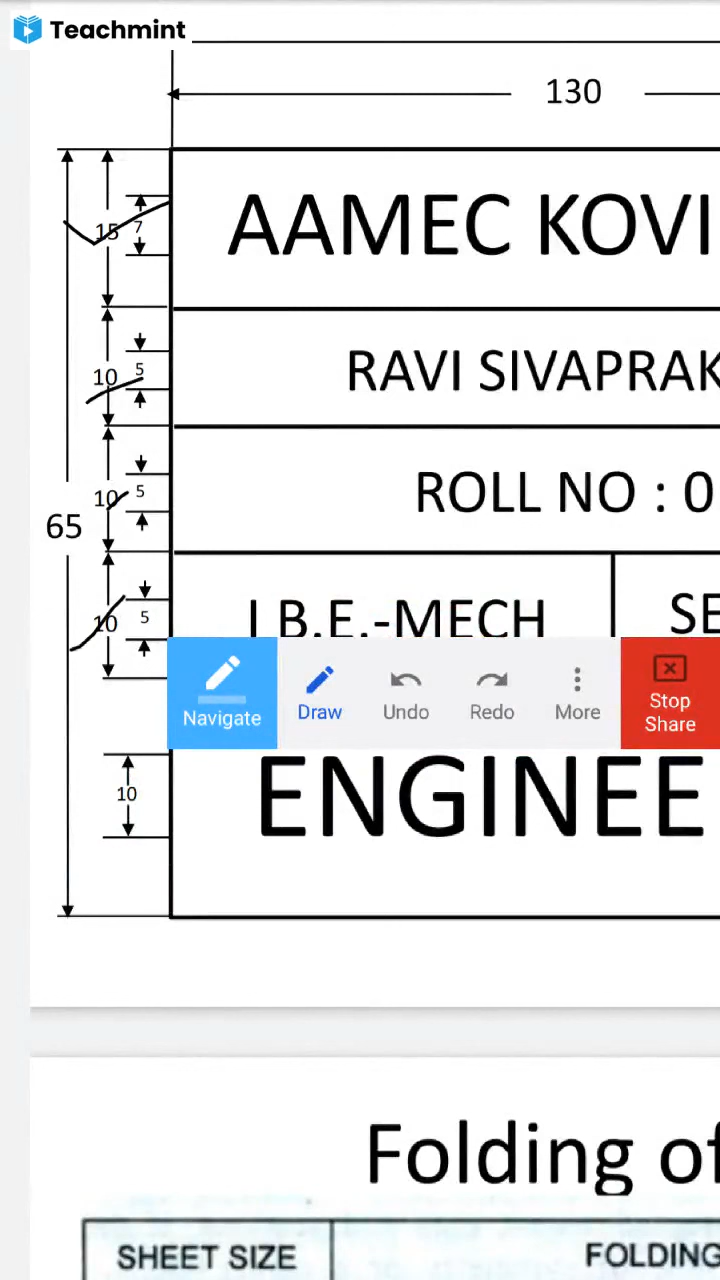 Teachmint
130
AAMEC KOVI
15
7
RAVI SIVAPRAK
10
5
ROLL NO : 0
10
5
65
I B.E.-MECH
SE
10
5
Navigate
Draw
Undo
Redo
More
Stop
Share
ENGINEE
10
Folding of
SHEET SIZE
FOLDING